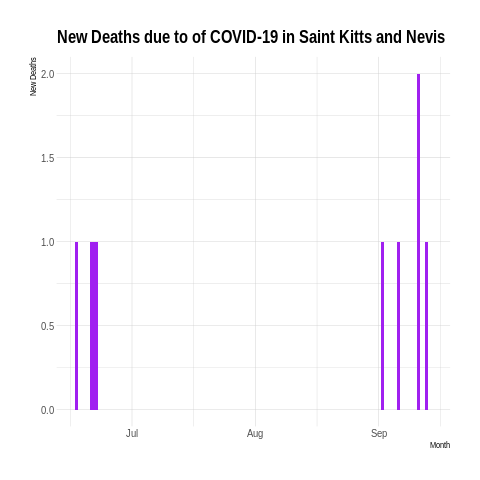 New Deaths due to of COVID-19 in Saint Kitts and Nevis
New Deaths
2.0
1.5
1.0
0.5
0.0
Jul
Aug
Sep
Month